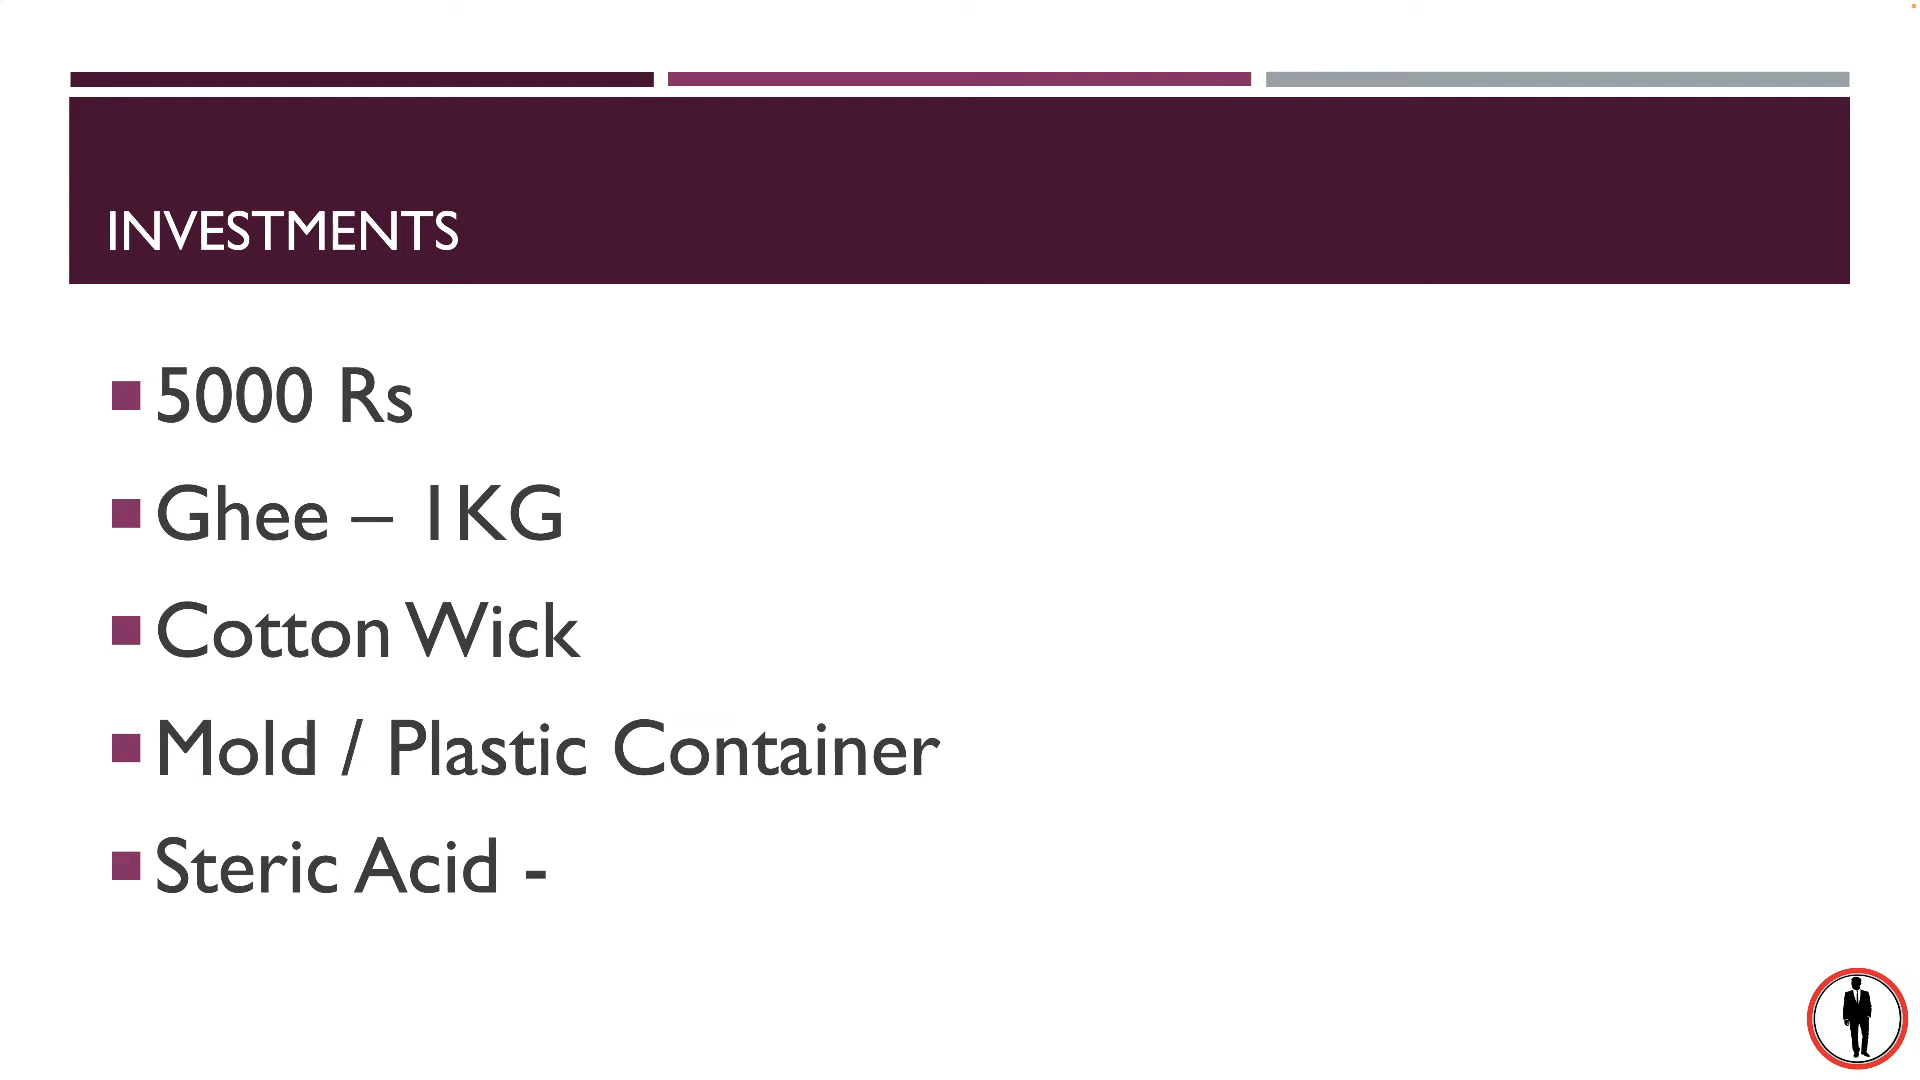 INVESTMENTS
5000 Rs
Ghee – 1KG
Cotton Wick
Mold / Plastic Container
Steric Acid -